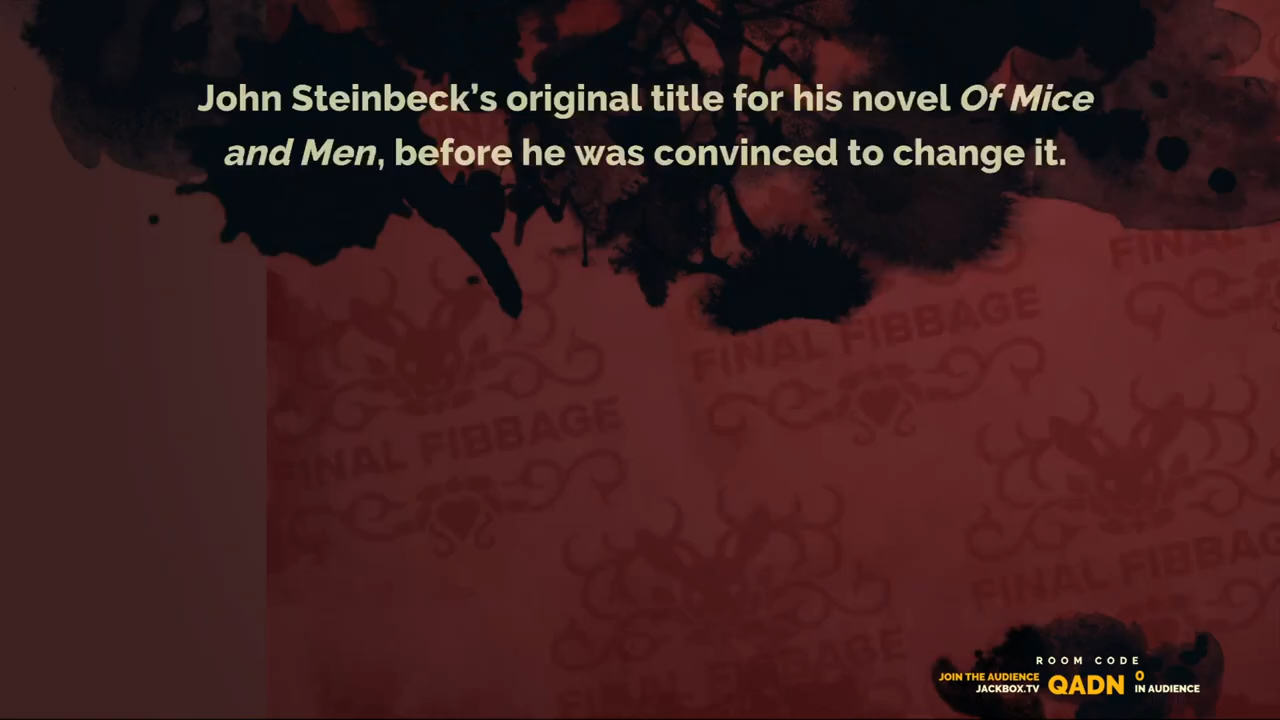 John Steinbeck’s original title for his novel Of Mice
and Men, before he was convinced to change it.
FINAL FIBBAGE
FINAL FIBBAGE
FINAL FIBBAGE
ROOM CODE
JOIN THE AUDIENCE
JACKBOX.TV
QADN
0
IN AUDIENCE